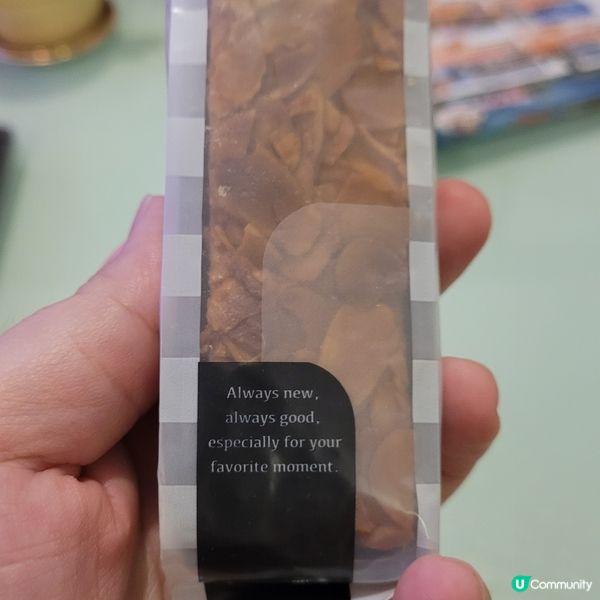 Always new,
always good,
especially for your
favorite moment.
U Community